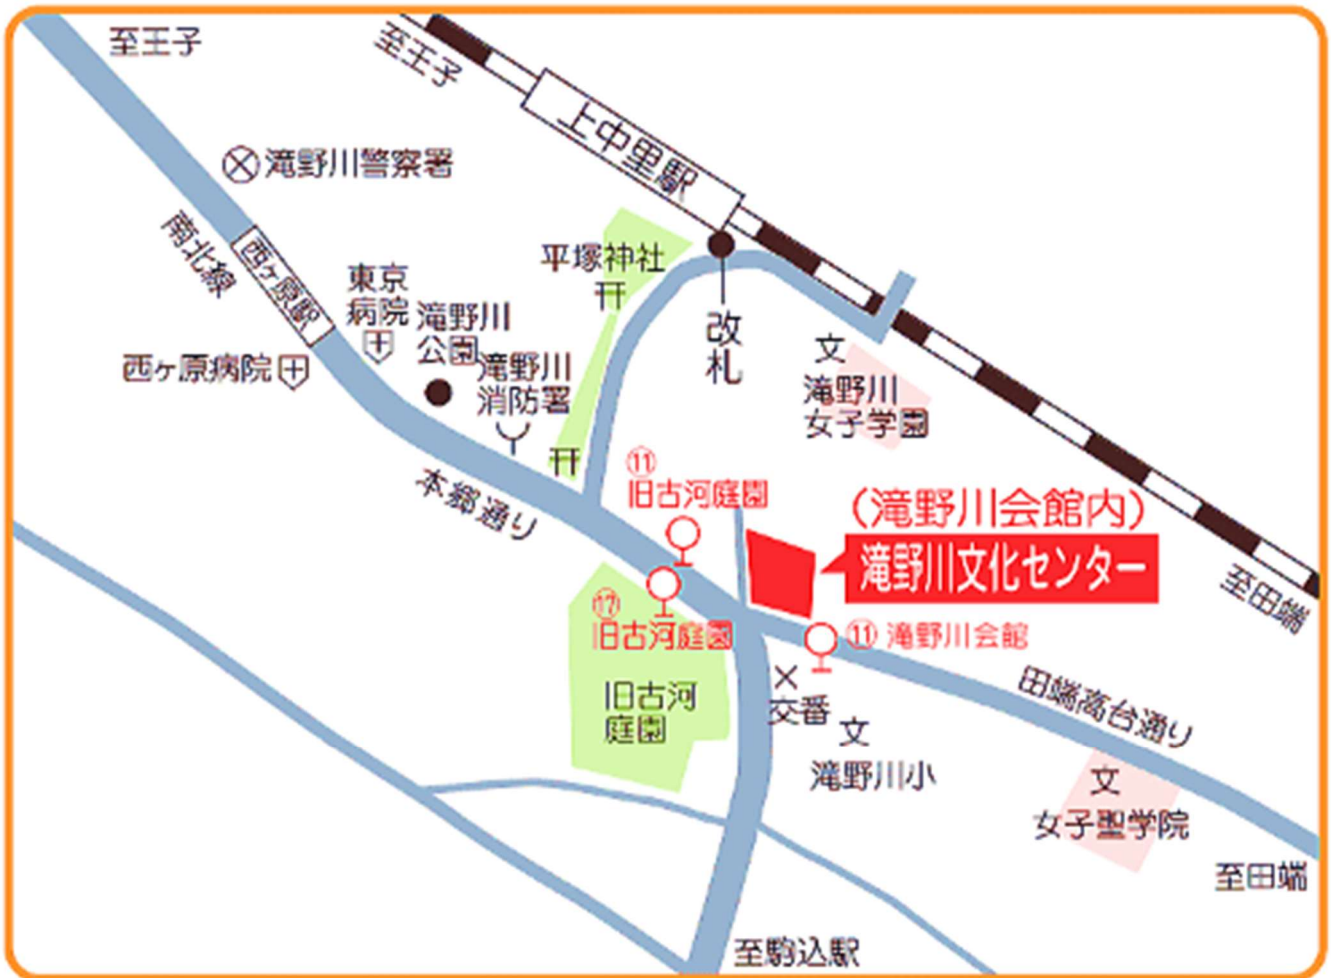 至王子
至王子
上中里駅
滝野川警察署
南北線
西ヶ原駅
平塚神社
東京
病院
滝野川
公園
滝野川
消防署
西ヶ原病院
改
札
文
滝野川
女子学園
本郷通り
⑪
旧古河庭園
(滝野川会館内)
滝野川文化センター
至田端
⑰
旧古河庭園
⑪ 滝野川会館
旧古河
庭園
交番
文
滝野川小
田端高台通り
文
女子聖学院
至田端
至駒込駅